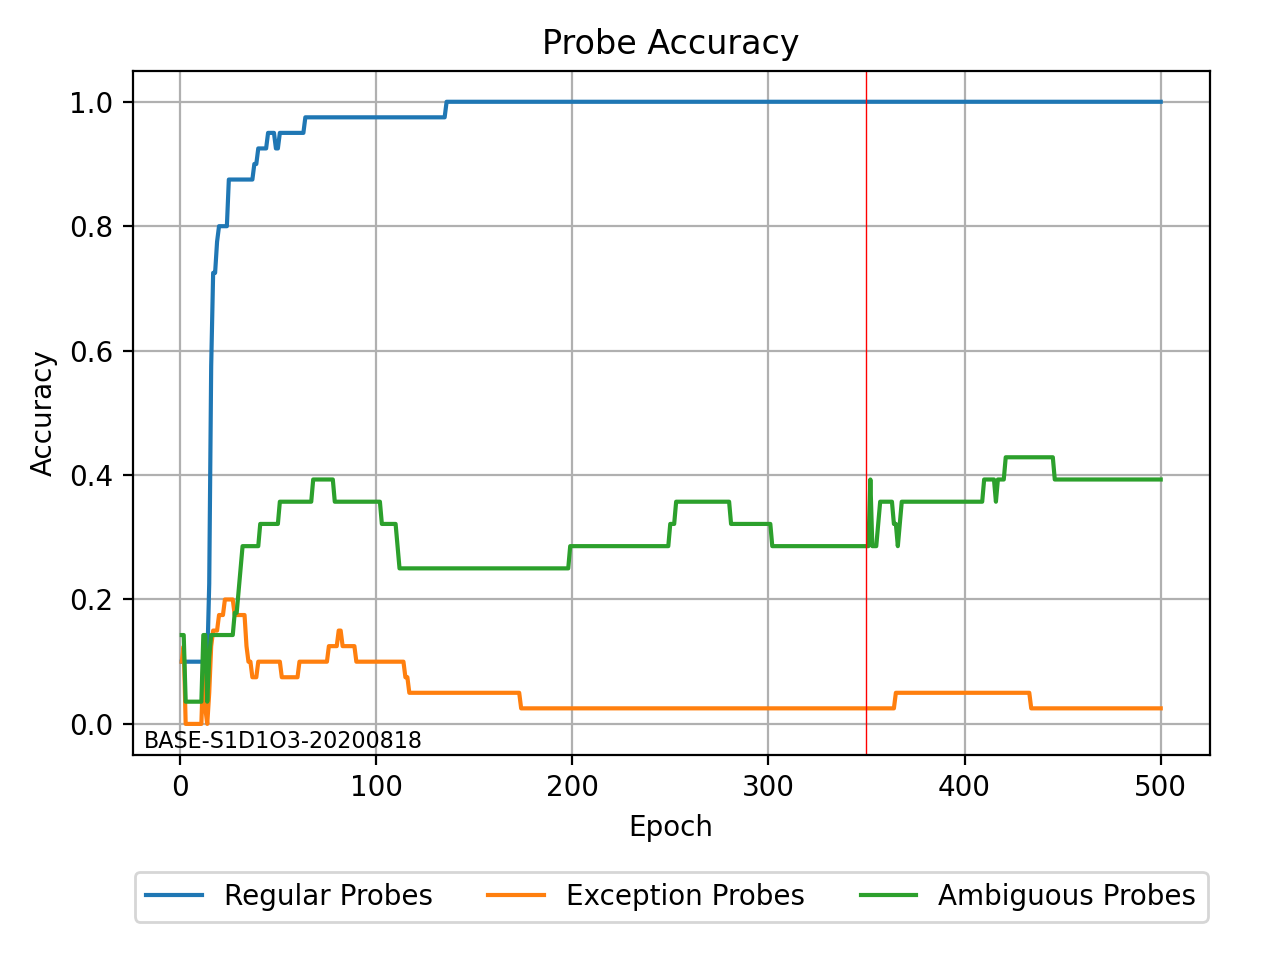 Probe Accuracy
1.0
0.8
0.6
0.4
0.2
0.0
Accuracy
BASE-S1D1O3-20200818
0 100 200 300 400 500
Epoch
Regular Probes Exception Probes Ambiguous Probes